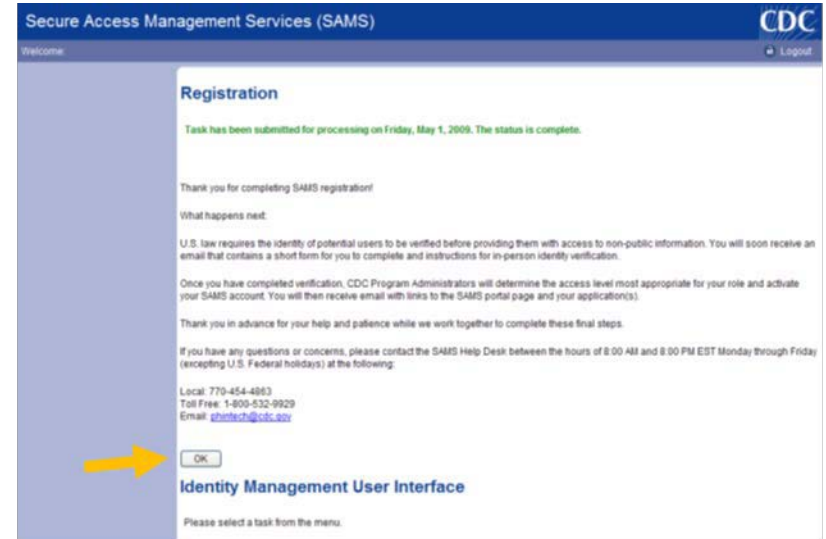 Secure Access Management Services (SAMS)
CDC
Welcome:
Logout
Registration
Task has been submitted for processing on Friday, May 1, 2009. The status is complete.
Thank you for completing SAMS registration!
What happens next:
U.S. law requires the identity of potential users to be verified before providing them with access to non-public information. You will soon receive an
email that contains a short form for you to complete and instructions for in-person identity verification.
Once you have completed verification, CDC Program Administrators will determine the access level most appropriate for your role and activate
your SAMS account. You will then receive email with links to the SAMS portal page and your application(s).
Thank you in advance for your help and patience while we work together to complete these final steps.
If you have any questions or concerns, please contact the SAMS Help Desk between the hours of 8:00 AM and 8:00 PM EST Monday through Friday
(excepting U.S. Federal holidays) at the following:
Local: 770-454-4863
Toll Free: 1-800-532-9929
Email: phintech@cdc.gov
OK
Identity Management User Interface
Please select a task from the menu.